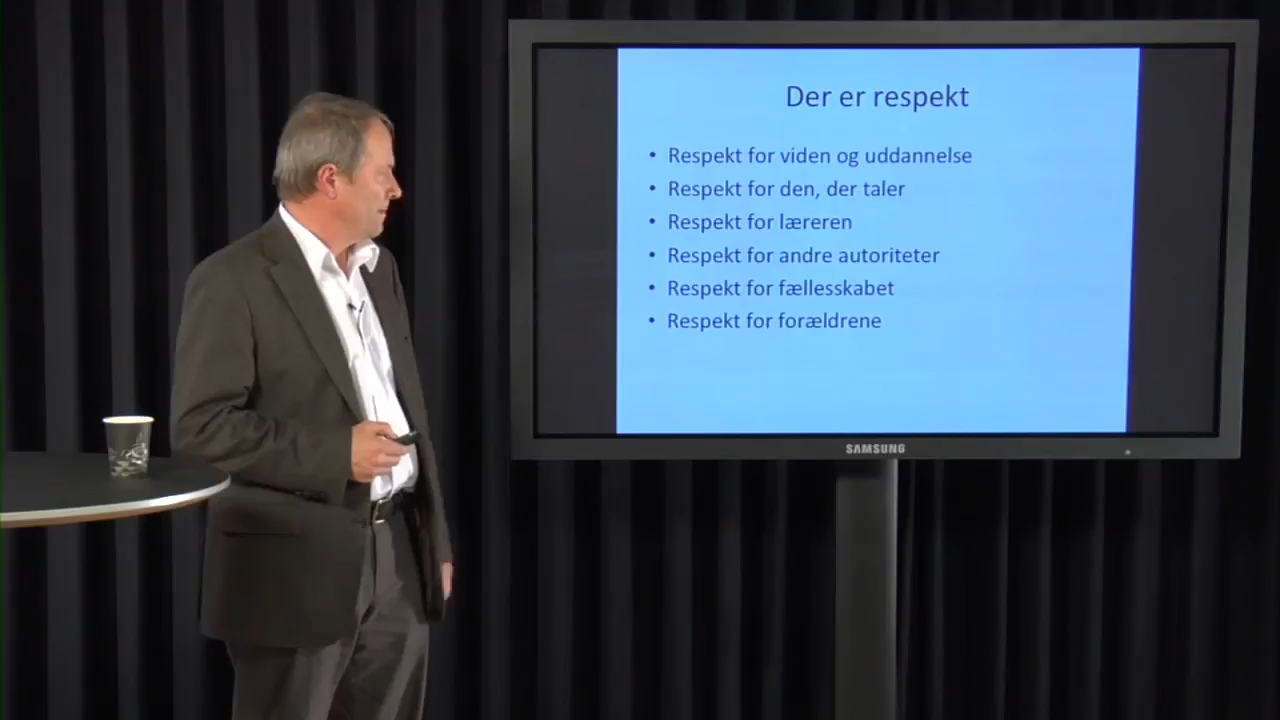 Der er respekt
• Respekt for viden og uddannelse
• Respekt for den, der taler
• Respekt for læreren
• Respekt for andre autoriteter
• Respekt for fællesskabet
• Respekt for forældrene
SAMSUNG